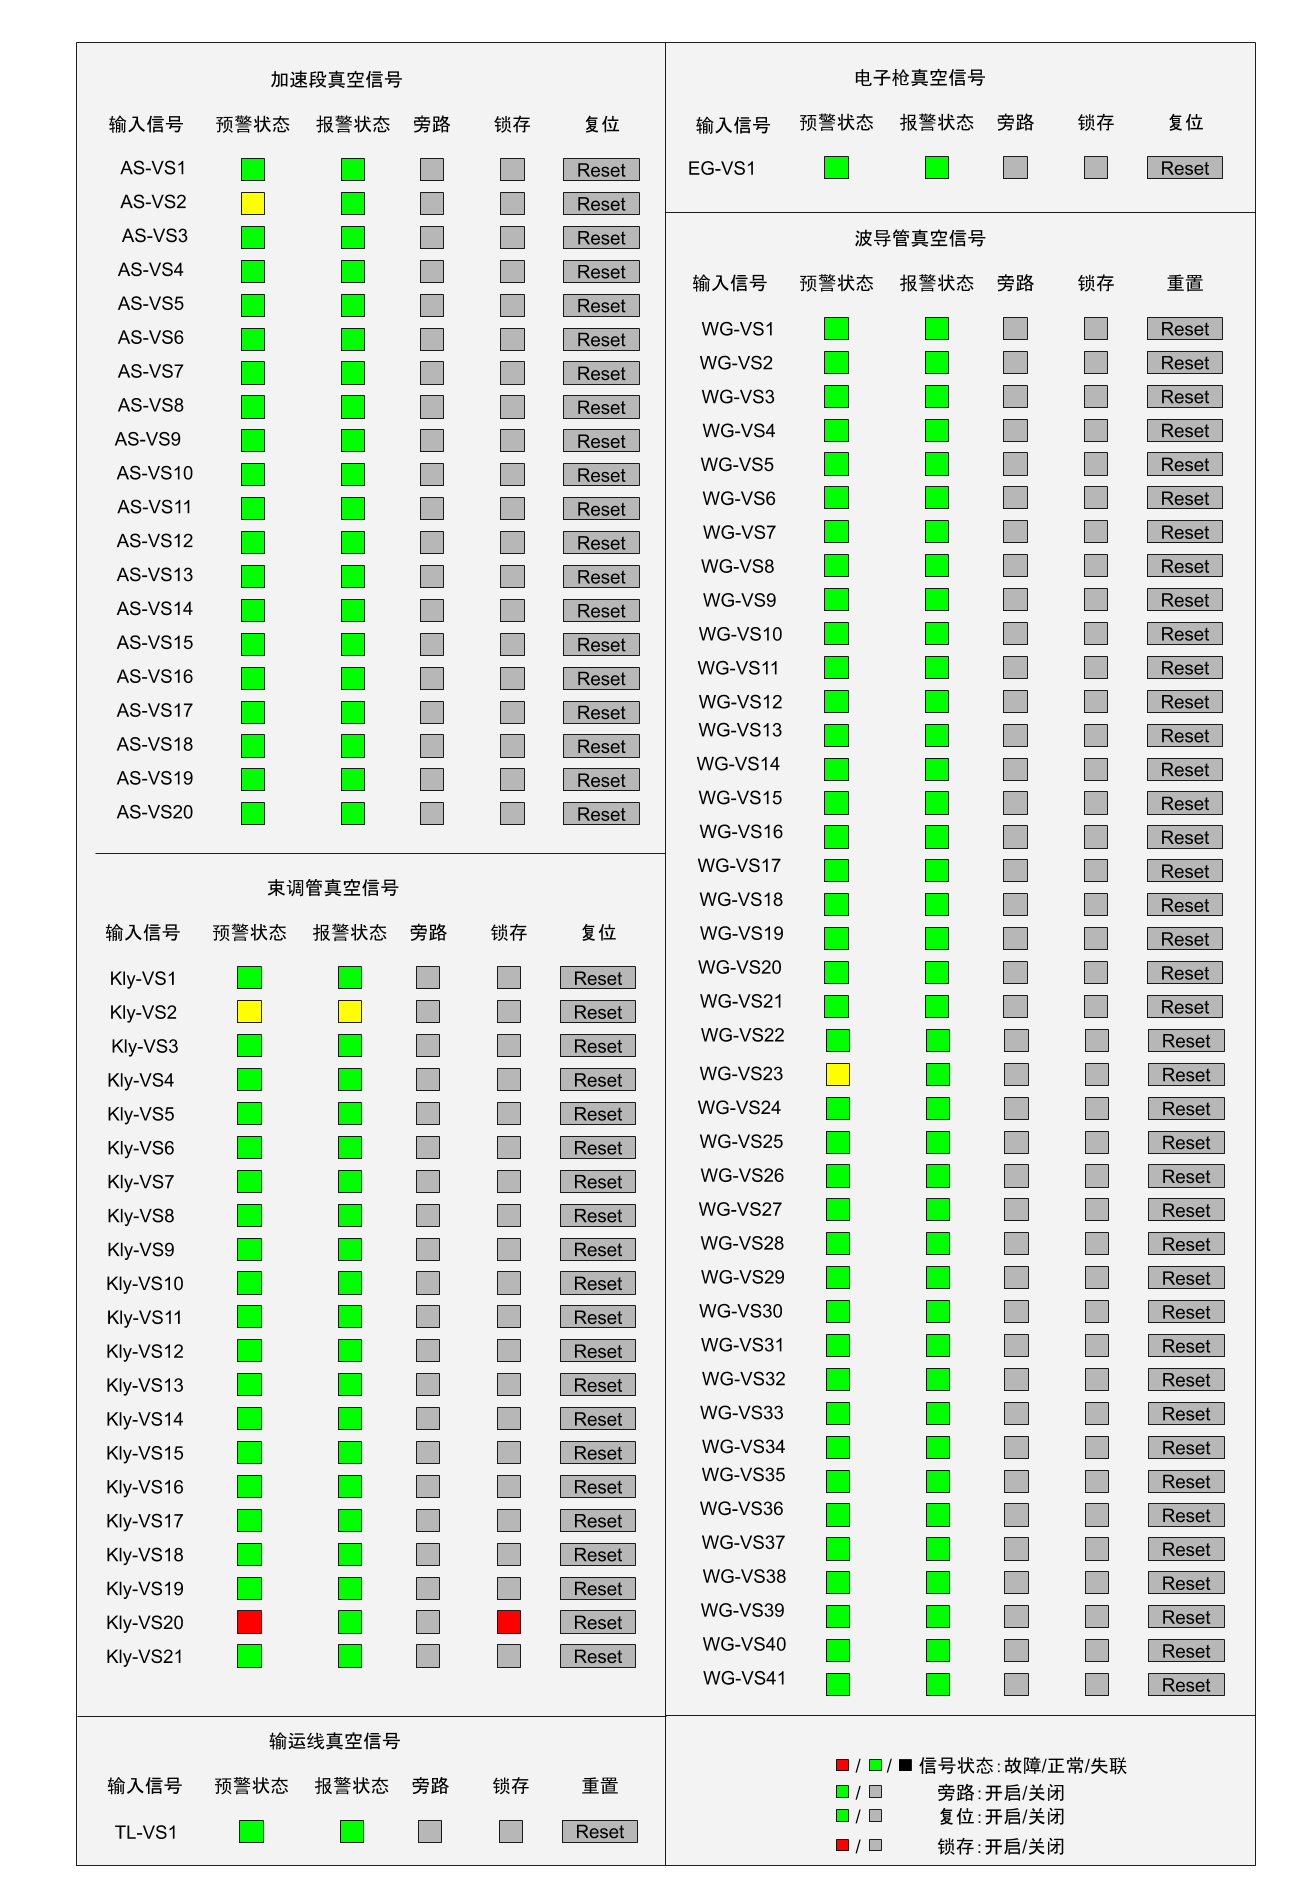 加速段真空信号
输入信号 预警状态 报警状态 旁路 锁存 复位
AS-VS1 Reset
AS-VS2 Reset
AS-VS3 Reset
AS-VS4 Reset
AS-VS5 Reset
AS-VS6 Reset
AS-VS7 Reset
AS-VS8 Reset
AS-VS9 Reset
AS-VS10 Reset
AS-VS11 Reset
AS-VS12 Reset
AS-VS13 Reset
AS-VS14 Reset
AS-VS15 Reset
AS-VS16 Reset
AS-VS17 Reset
AS-VS18 Reset
AS-VS19 Reset
AS-VS20 Reset
束调管真空信号
输入信号 预警状态 报警状态 旁路 锁存 复位
Kly-VS1 Reset
Kly-VS2 Reset
Kly-VS3 Reset
Kly-VS4 Reset
Kly-VS5 Reset
Kly-VS6 Reset
Kly-VS7 Reset
Kly-VS8 Reset
Kly-VS9 Reset
Kly-VS10 Reset
Kly-VS11 Reset
Kly-VS12 Reset
Kly-VS13 Reset
Kly-VS14 Reset
Kly-VS15 Reset
Kly-VS16 Reset
Kly-VS17 Reset
Kly-VS18 Reset
Kly-VS19 Reset
Kly-VS20 Reset
Kly-VS21 Reset
输运线真空信号
输入信号 预警状态 报警状态 旁路 锁存 重置
TL-VS1 Reset
电子枪真空信号
输入信号 预警状态 报警状态 旁路 锁存 复位
EG-VS1 Reset
波导管真空信号
输入信号 预警状态 报警状态 旁路 锁存 重置
WG-VS1 Reset
WG-VS2 Reset
WG-VS3 Reset
WG-VS4 Reset
WG-VS5 Reset
WG-VS6 Reset
WG-VS7 Reset
WG-VS8 Reset
WG-VS9 Reset
WG-VS10 Reset
WG-VS11 Reset
WG-VS12 Reset
WG-VS13 Reset
WG-VS14 Reset
WG-VS15 Reset
WG-VS16 Reset
WG-VS17 Reset
WG-VS18 Reset
WG-VS19 Reset
WG-VS20 Reset
WG-VS21 Reset
WG-VS22 Reset
WG-VS23 Reset
WG-VS24 Reset
WG-VS25 Reset
WG-VS26 Reset
WG-VS27 Reset
WG-VS28 Reset
WG-VS29 Reset
WG-VS30 Reset
WG-VS31 Reset
WG-VS32 Reset
WG-VS33 Reset
WG-VS34 Reset
WG-VS35 Reset
WG-VS36 Reset
WG-VS37 Reset
WG-VS38 Reset
WG-VS39 Reset
WG-VS40 Reset
WG-VS41 Reset
/ / 信号状态：故障/正常/失联
/ 旁路：开启/关闭
/ 复位：开启/关闭
/ 锁存：开启/关闭